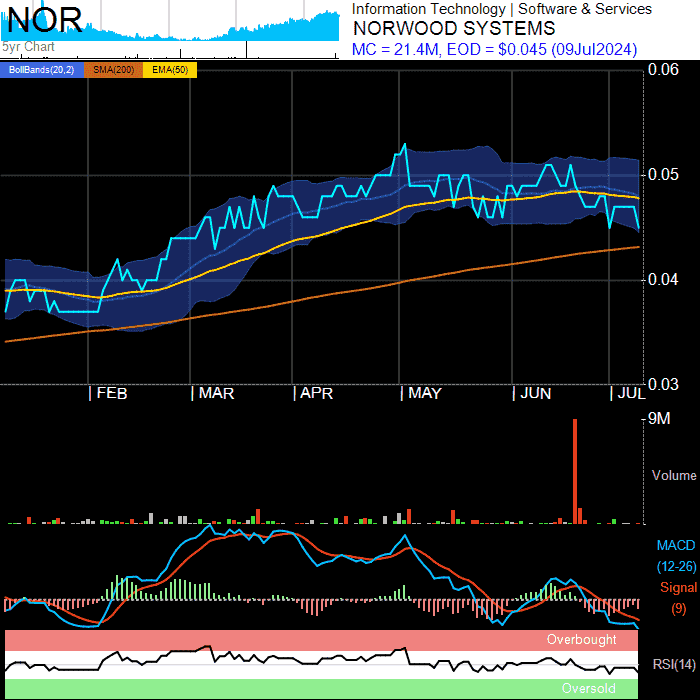 NOR
5yr Chart
Information Technology | Software & Services
NORWOOD SYSTEMS
MC = 21.4M, EOD = $0.045 (09Jul2024)
BollBands(20,2) SMA(200) EMA(50)
0.06
0.05
0.04
0.03
| FEB | MAR | APR | MAY | JUN | JUL
9M
Volume
MACD
(12-26)
Signal
(9)
Overbought
RSI(14)
Oversold